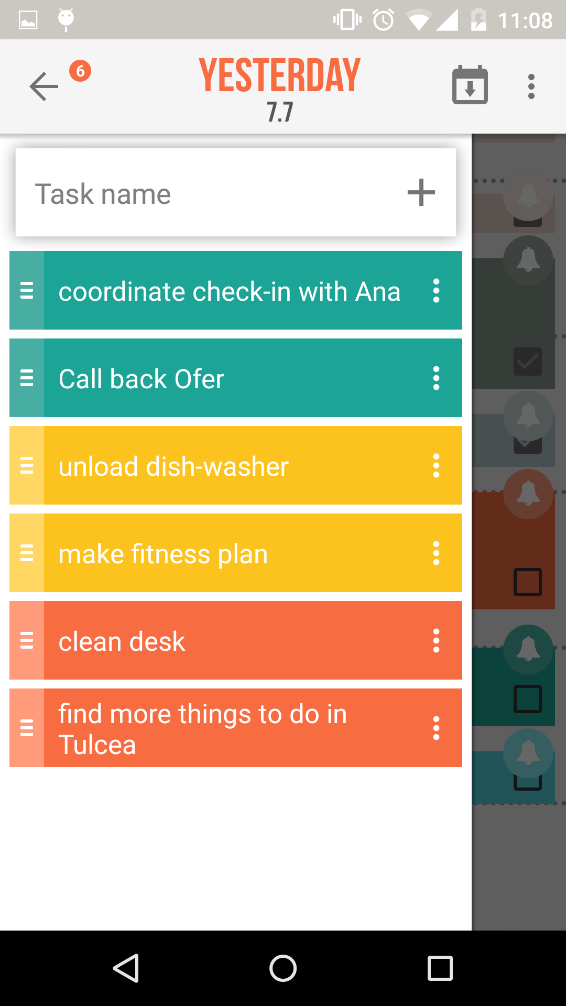 11:08
6
YESTERDAY
7.7
Task name
coordinate check-in with Ana
Call back Ofer
unload dish-washer
make fitness plan
clean desk
find more things to do in
Tulcea